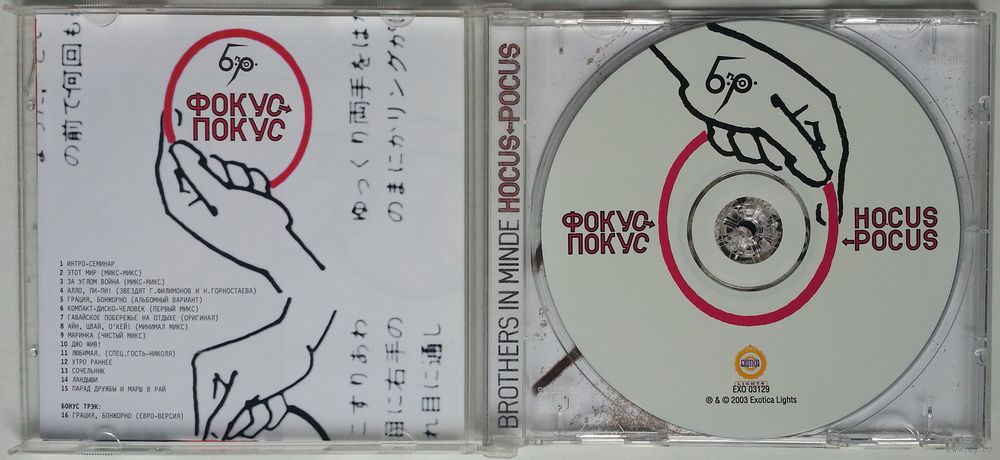 の前で何回も
ゆっくり両手をは
のまにかリングが
こすりあわ
目に右手の
れ目に通し
ФОКУС→
ПОКУС
1 ИНТРО-СЕМИНАР
2 ЭТОТ МИР (МИКС-МИКС)
3 ЗА УГЛОМ ВОЙНА (МИКС-МИКС)
4 АЛЛО, ПИ-ПИ! (ЗВЕЗДЯТ Г.ФИЛИМОНОВ И Н.ГОРНОСТАЕВА)
5 ГРАЦИЯ, БОНЖОРНО (АЛЬБОМНЫЙ ВАРИАНТ)
6 КОМПАКТ-ДИСКО-ЧЕЛОВЕК (ПЕРВЫЙ МИКС)
7 ГАВАЙСКОЕ ПОБЕРЕЖЬЕ НА ОТДЫХЕ (ОРИГИНАЛ)
8 АЙН, ЦВАЙ, О'КЕЙ! (МИНИМАЛ МИКС)
9 МАРИНКА (ЧИСТЫЙ МИКС)
10 ДЖО ЖИВ!
11 ЛЮБИМАЯ… (СПЕЦ.ГОСТЬ-НИКОЛЯ)
12 УТРО РАННЕЕ
13 СОЧЕЛЬНИК
14 ЛАНДЫШИ
15 ПАРАД ДРУЖБЫ И МАРШ В РАЙ
БОНУС ТРЭК:
16 ГРАЦИЯ, БОНЖОРНО (ЕВРО-ВЕРСИЯ)
BROTHERS IN MINDE HOCUS←POCUS
ФОКУС→
ПОКУС
HOCUS
←POCUS
EXOTICA
LIGHTS
EXO 03129
℗ & © 2003 Exotica Lights